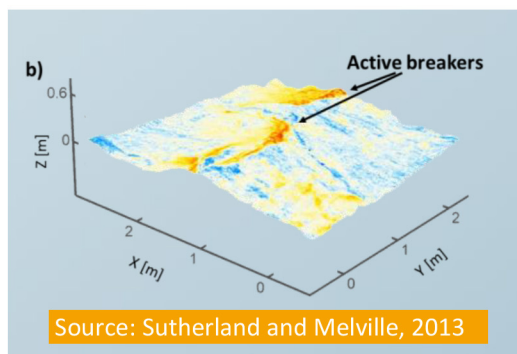 b)
Active breakers
0.6
0
Z [m]
2
1
0
X [m]
0
1
2
Y [m]
Source: Sutherland and Melville, 2013